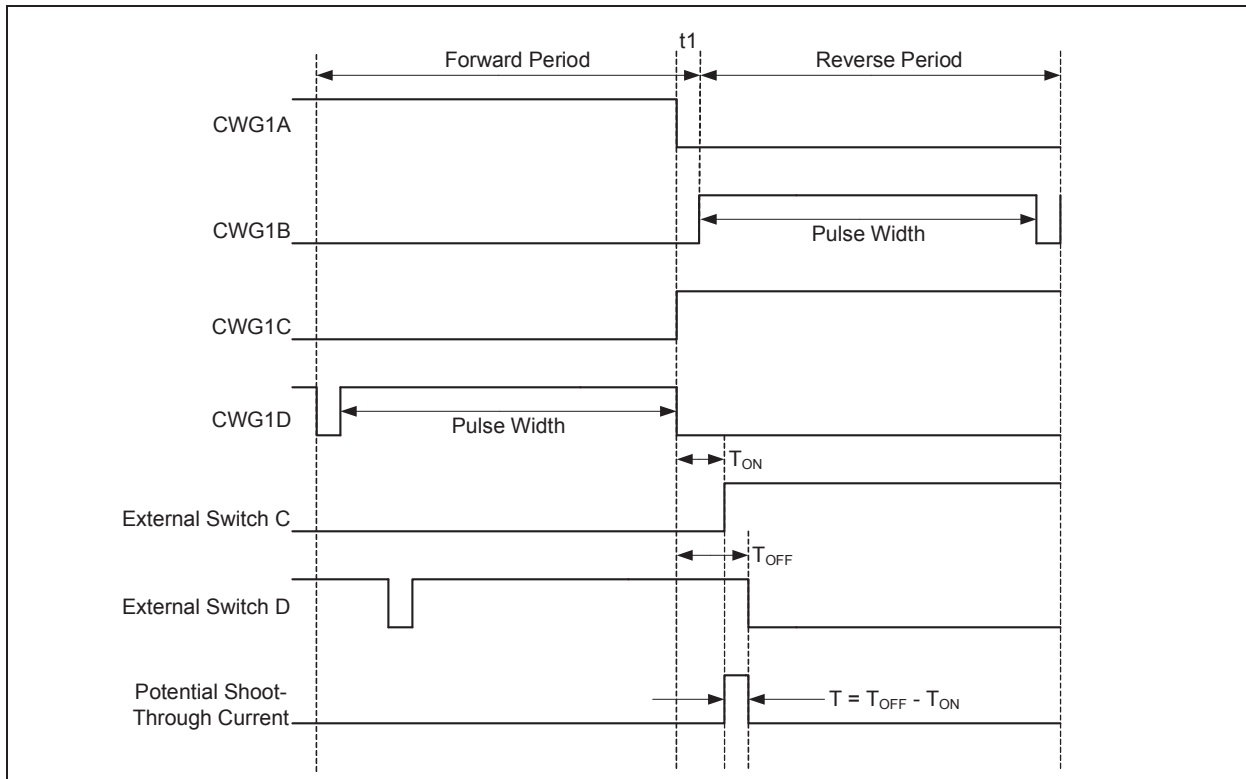 t1
Forward Period
Reverse Period
CWG1A
CWG1B
Pulse Width
CWG1C
CWG1D
Pulse Width
TON
External Switch C
TOFF
External Switch D
Potential Shoot-
Through Current
T = TOFF - TON